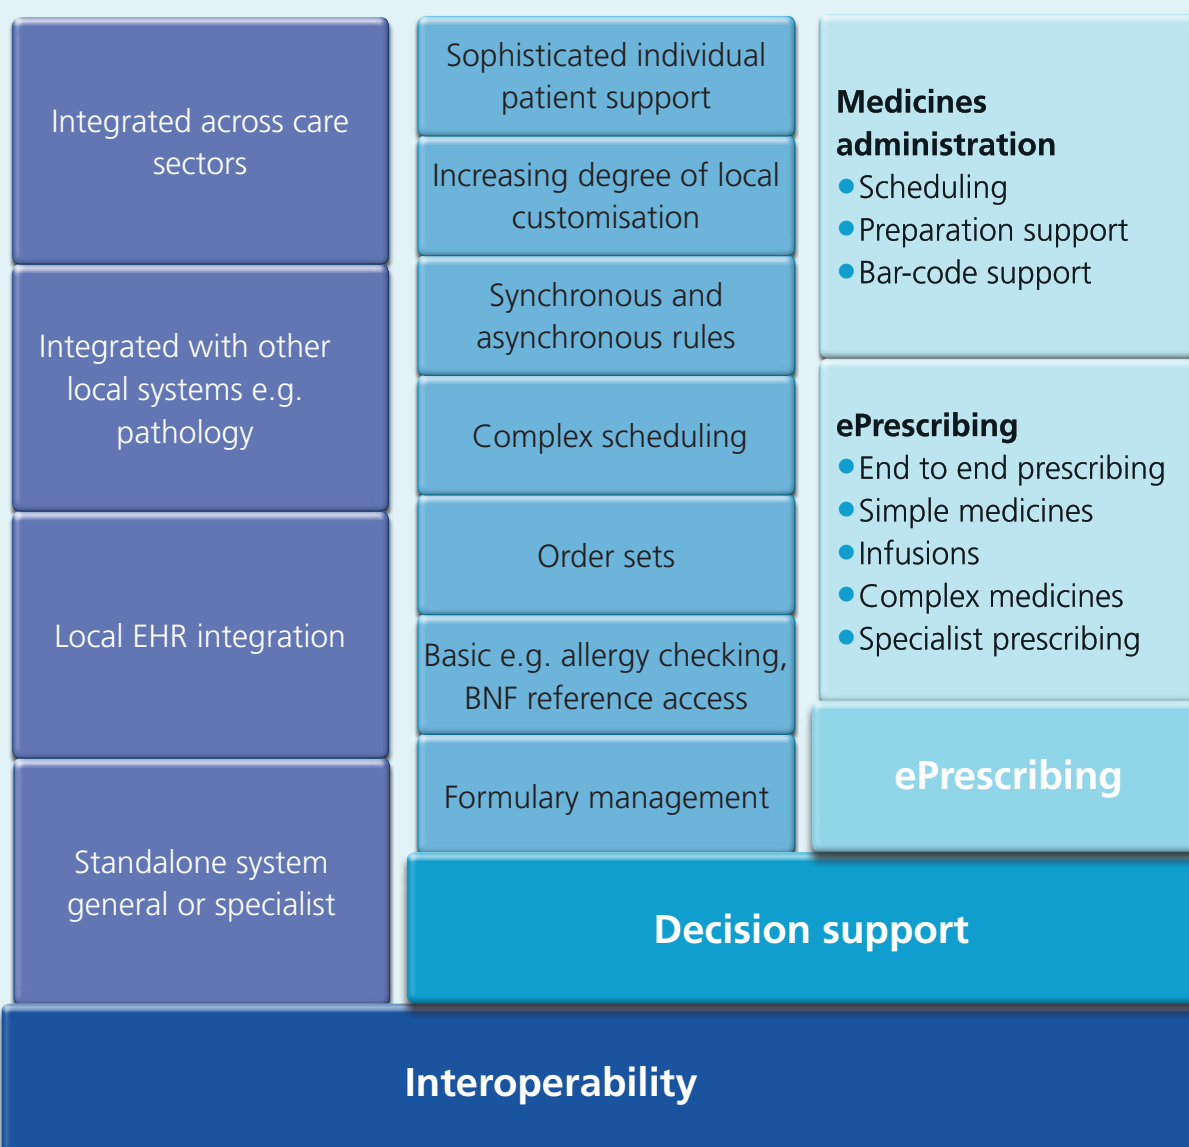 Integrated across care
sectors
Integrated with other
local systems e.g.
pathology
Local EHR integration
Standalone system
general or specialist
Sophisticated individual
patient support
Increasing degree of local
customisation
Synchronous and
asynchronous rules
Complex scheduling
Order sets
Basic e.g. allergy checking,
BNF reference access
Formulary management
Medicines
administration
• Scheduling
• Preparation support
• Bar-code support
ePrescribing
• End to end prescribing
• Simple medicines
• Infusions
• Complex medicines
• Specialist prescribing
ePrescribing
Decision support
Interoperability